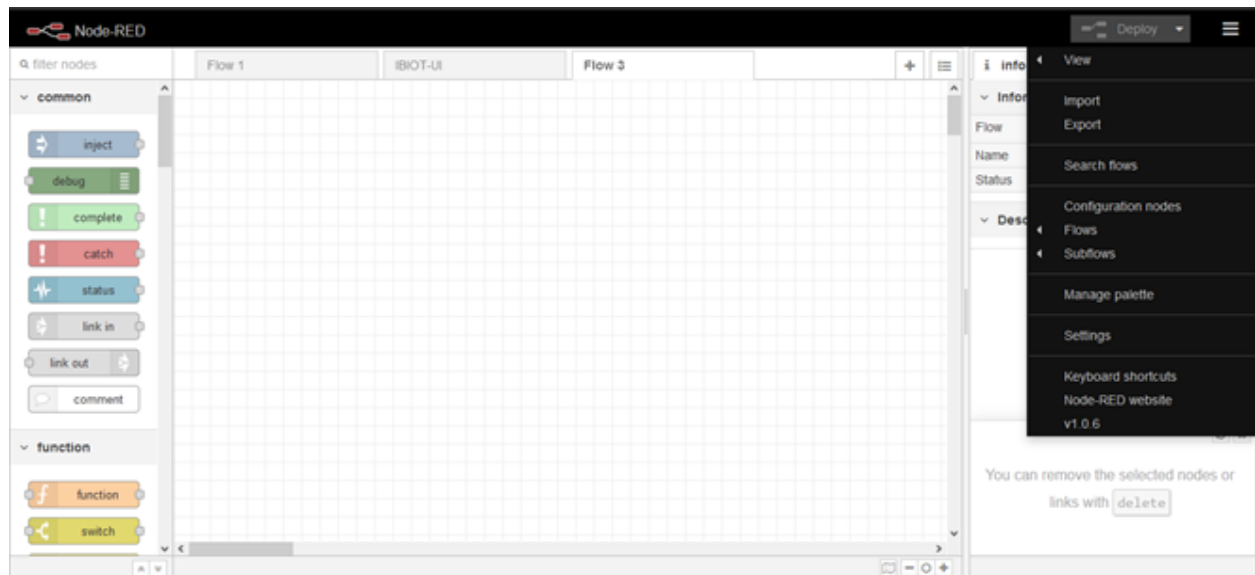 Node-RED
Deploy
filter nodes
Flow 1
IBIOT-UI
Flow 3
i info
common
inject
debug
complete
catch
status
link in
link out
comment
function
function
switch
Infor
Flow
Name
Status
Desc
View
Import
Export
Search flows
Configuration nodes
Flows
Subflows
Manage palette
Settings
Keyboard shortcuts
Node-RED website
v1.0.6
You can remove the selected nodes or
links with delete